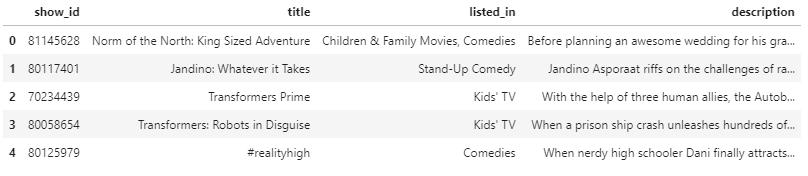 show_id title listed_in description
0 81145628 Norm of the North: King Sized Adventure Children & Family Movies, Comedies Before planning an awesome wedding for his gra...
1 80117401 Jandino: Whatever it Takes Stand-Up Comedy Jandino Asporaat riffs on the challenges of ra...
2 70234439 Transformers Prime Kids' TV With the help of three human allies, the Autob...
3 80058654 Transformers: Robots in Disguise Kids' TV When a prison ship crash unleashes hundreds of...
4 80125979 #realityhigh Comedies When nerdy high schooler Dani finally attracts...